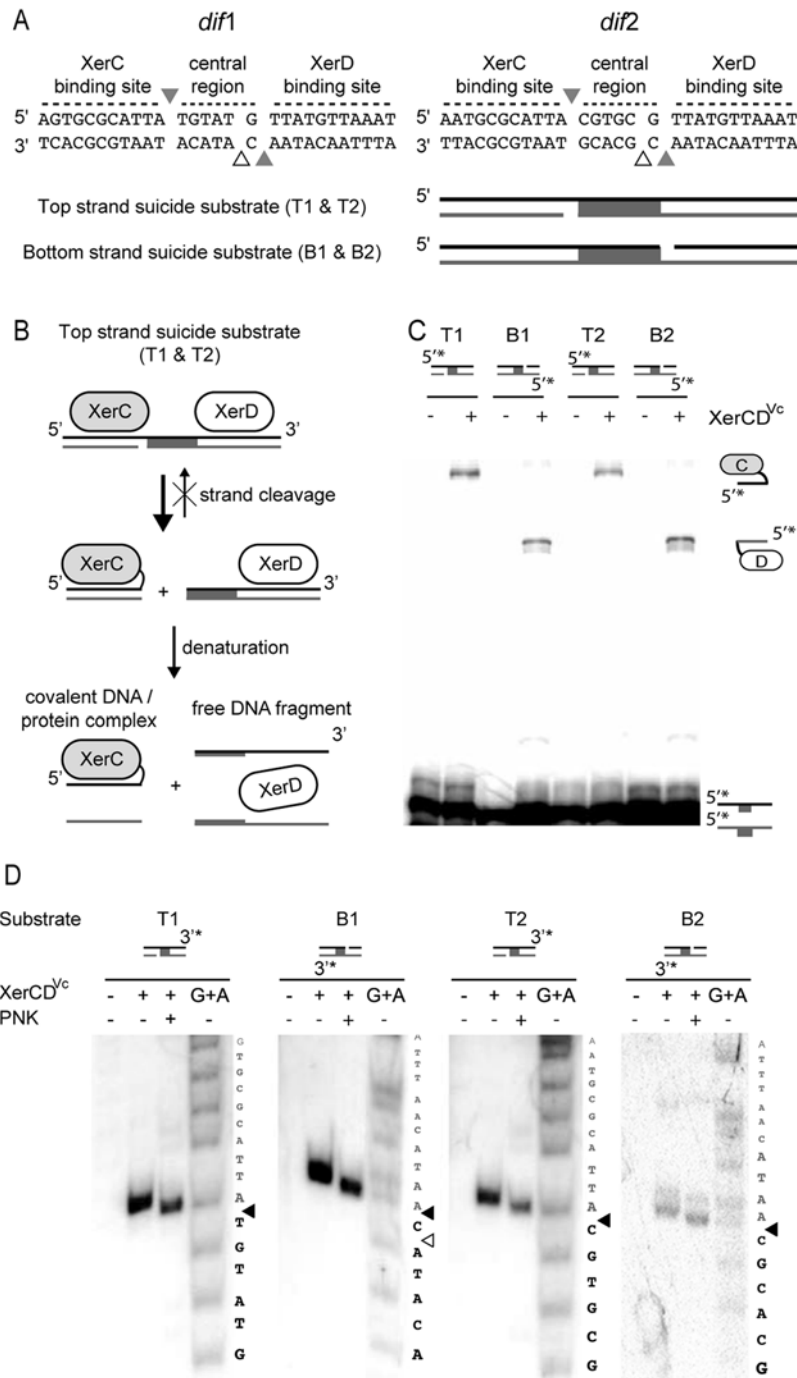 A
dif1
dif2
XerC binding site
central region
XerD binding site
XerC binding site
central region
XerD binding site
5' AGTGCGCATTA TGTAT G TTATGTTAAAT
3' TCACGCGTAAT ACATA C AATACAATTTA
5' AATGCGCATTA CGTGC G TTATGTTAAAT
3' TTACGCGTAAT GCACG C AATACAATTTA
Top strand suicide substrate (T1 & T2)
5'
Bottom strand suicide substrate (B1 & B2)
5'
B
Top strand suicide substrate
(T1 & T2)
XerC
XerD
5'
3'
strand cleavage
XerC
XerD
5'
+
3'
denaturation
covalent DNA /
protein complex
free DNA fragment
XerC
3'
5'
+
XerD
C
T1 B1 T2 B2
5'* 5'* 5'* 5'*
- + - + - + - + XerCDVc
C
5'*
5'*
D
5'*
5'*
D
Substrate
T1 B1 T2 B2
3'* 3'* 3'* 3'*
XerCDVc - + + G+A - + + G+A - + + G+A - + + G+A
PNK - + - - + - - + - - + -
G T G C G C A T T A T G T A T G
A T T T A A C A T A A C A T A C A
A A T G C G C A T T A C G T G C G
A T T T A A C A T A A C G C A C G